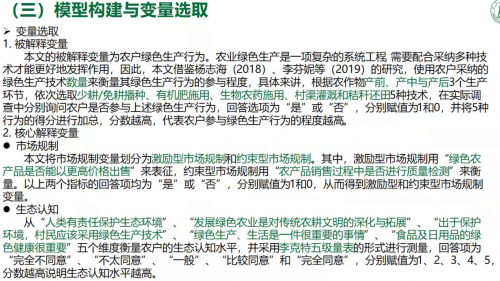 （三）模型构建与变量选取
➢ 变量选取
1. 被解释变量
本文的被解释变量为农户绿色生产行为。农业绿色生产是一项复杂的系统工程, 需要配合采纳多种技
术才能更好地发挥作用，因此，本文借鉴杨志海（2018）、李芬妮等（2019）的研究，使用农户采纳的
绿色生产技术数量来衡量其绿色生产行为的参与程度，具体来讲，根据农作物产前、产中与产后3个生产
环节，依次选取少耕/免耕播种、有机肥施用、生物农药施用、村渠灌溉和秸秆还田5种技术，在实际调
查中分别询问农户是否参与上述绿色生产行为，回答选项为“是”或“否”，分别赋值为1和0，并将5种
行为的得分进行加总，分数越高，代表农户参与绿色生产行为的程度越高。
2. 核心解释变量
● 市场规制
本文将市场规制变量划分为激励型市场规制和约束型市场规制。其中，激励型市场规制用“绿色农
产品是否能以更高价格出售”来表征，约束型市场规制用“农产品销售过程中是否进行质量检测”来衡
量。以上两个指标的回答项均为“是”或“否”，分别赋值为1和0，从而得到激励型和约束型市场规制
变量。
● 生态认知
从“人类有责任保护生态环境”、“发展绿色农业是对传统农耕文明的深化与拓展”、“出于保护
环境，村民应该采用绿色生产技术”、“绿色生产、生活是一件很重要的事情”、“食品及日用品的绿
色健康很重要”五个维度衡量农户的生态认知水平，并采用李克特五级量表的形式进行测量，回答项为
“完全不同意”、“不太同意”、“一般”、“比较同意”和“完全同意”，分别赋值为1、2、3、4、5，
分数越高说明生态认知水平越高。